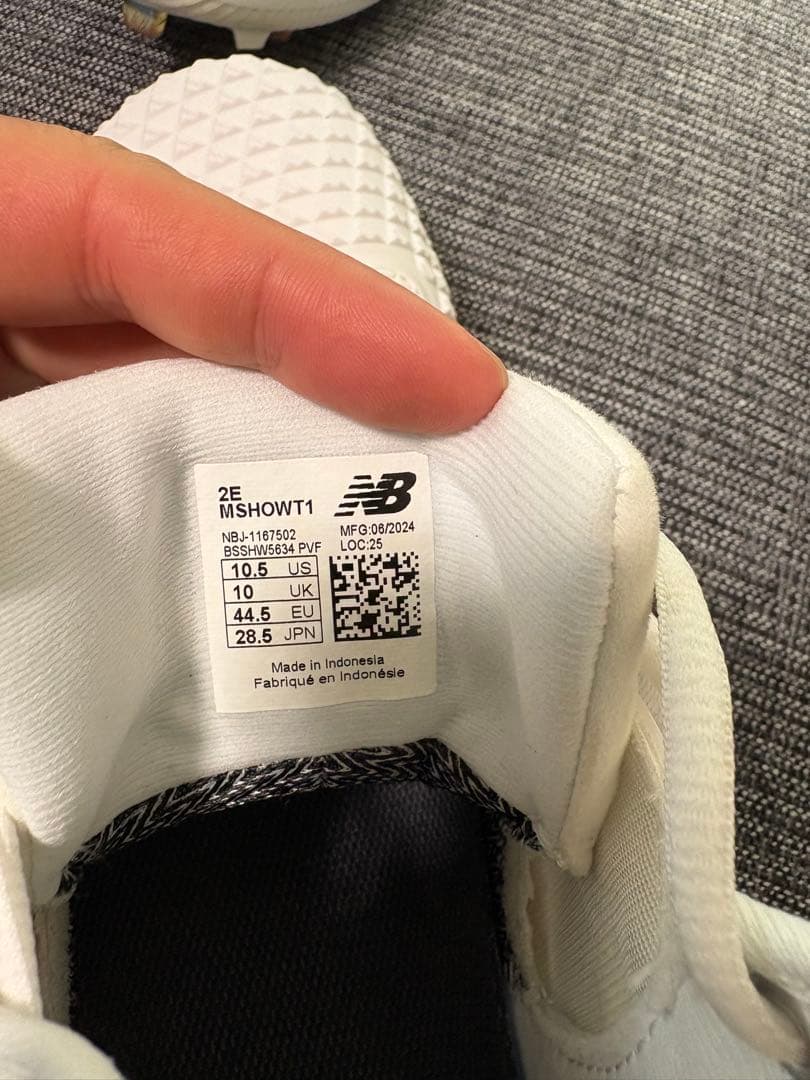 2E
MSHOWT1
NB
NBJ-1167502
BSSHW5634 PVF
MFG:06/2024
LOC:25
10.5 US
10 UK
44.5 EU
28.5 JPN
Made in Indonesia
Fabriqué en Indonésie